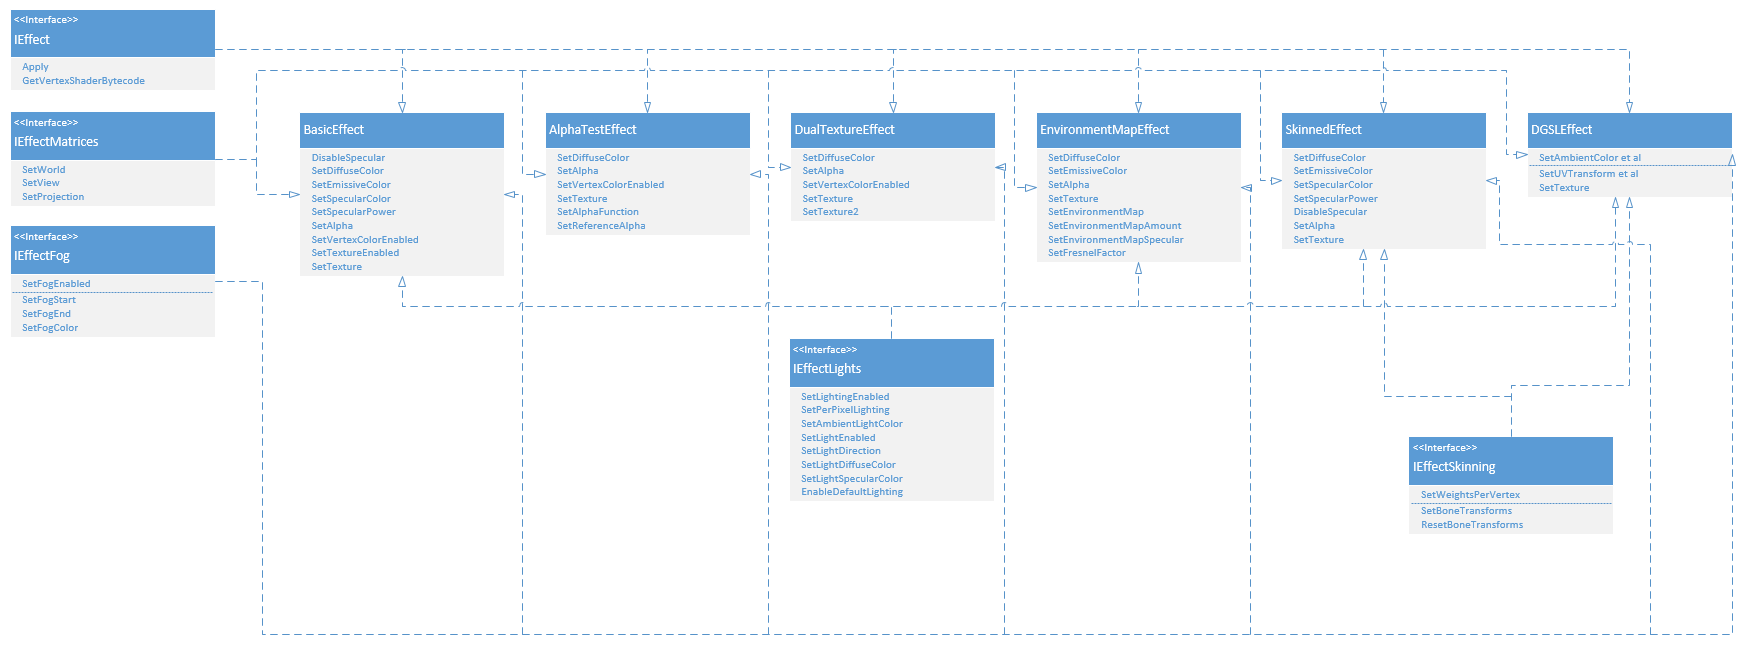 <<Interface>>
IEffect
Apply
GetVertexShaderBytecode
<<Interface>>
IEffectMatrices
SetWorld
SetView
SetProjection
<<Interface>>
IEffectFog
SetFogEnabled
SetFogStart
SetFogEnd
SetFogColor
BasicEffect
DisableSpecular
SetDiffuseColor
SetEmissiveColor
SetSpecularColor
SetSpecularPower
SetAlpha
SetVertexColorEnabled
SetTextureEnabled
SetTexture
AlphaTestEffect
SetDiffuseColor
SetAlpha
SetVertexColorEnabled
SetTexture
SetAlphaFunction
SetReferenceAlpha
DualTextureEffect
SetDiffuseColor
SetAlpha
SetVertexColorEnabled
SetTexture
SetTexture2
EnvironmentMapEffect
SetDiffuseColor
SetEmissiveColor
SetAlpha
SetTexture
SetEnvironmentMap
SetEnvironmentMapAmount
SetEnvironmentMapSpecular
SetFresnelFactor
SkinnedEffect
SetDiffuseColor
SetEmissiveColor
SetSpecularColor
SetSpecularPower
DisableSpecular
SetAlpha
SetTexture
DGSLEffect
SetAmbientColor et al
SetUVTransform et al
SetTexture
<<Interface>>
IEffectLights
SetLightingEnabled
SetPerPixelLighting
SetAmbientLightColor
SetLightEnabled
SetLightDirection
SetLightDiffuseColor
SetLightSpecularColor
EnableDefaultLighting
<<Interface>>
IEffectSkinning
SetWeightsPerVertex
SetBoneTransforms
ResetBoneTransforms